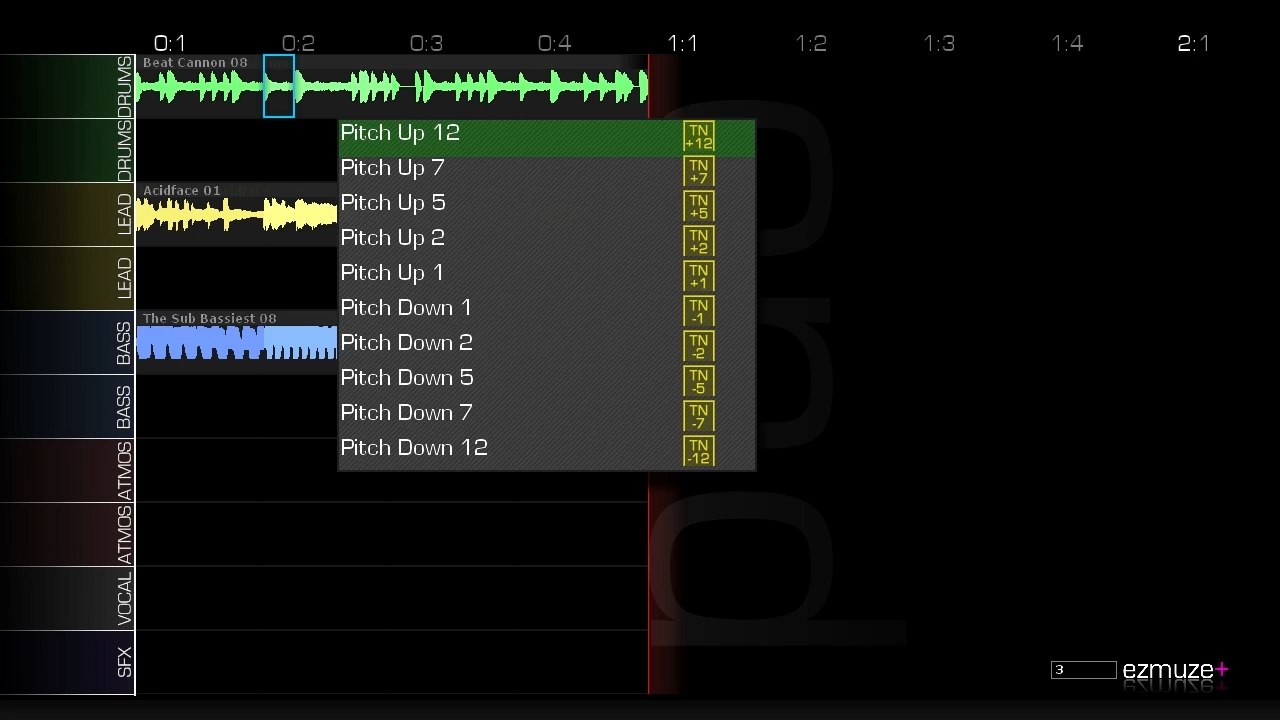 0:1 0:2 0:3 0:4 1:1 1:2 1:3 1:4 2:1
DRUMS
Beat Cannon 08
DRUMS
Pitch Up 12 TN +12
Pitch Up 7 TN +7
LEAD
Acidface 01
Pitch Up 5 TN +5
Pitch Up 2 TN +2
LEAD
Pitch Up 1 TN +1
Pitch Down 1 TN -1
BASS
The Sub Bassiest 08
Pitch Down 2 TN -2
Pitch Down 5 TN -5
BASS
Pitch Down 7 TN -7
Pitch Down 12 TN -12
ATMOS
ATMOS
VOCAL
SFX
3
ezmuze+